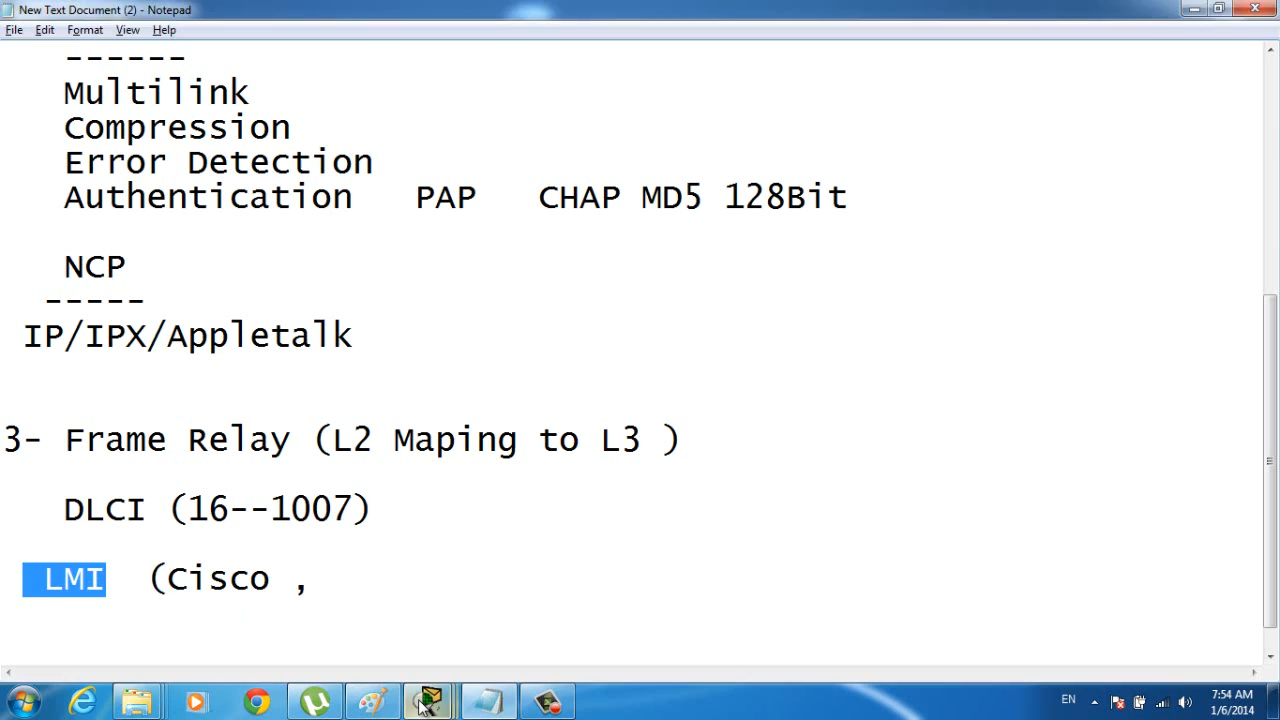 New Text Document (2) - Notepad
File Edit Format View Help
------
Multilink
Compression
Error Detection
Authentication PAP CHAP MD5 128Bit
NCP
-----
IP/IPX/Appletalk
3- Frame Relay (L2 Maping to L3 )
DLCI (16--1007)
LMI (Cisco ,
EN
7:54 AM
1/6/2014